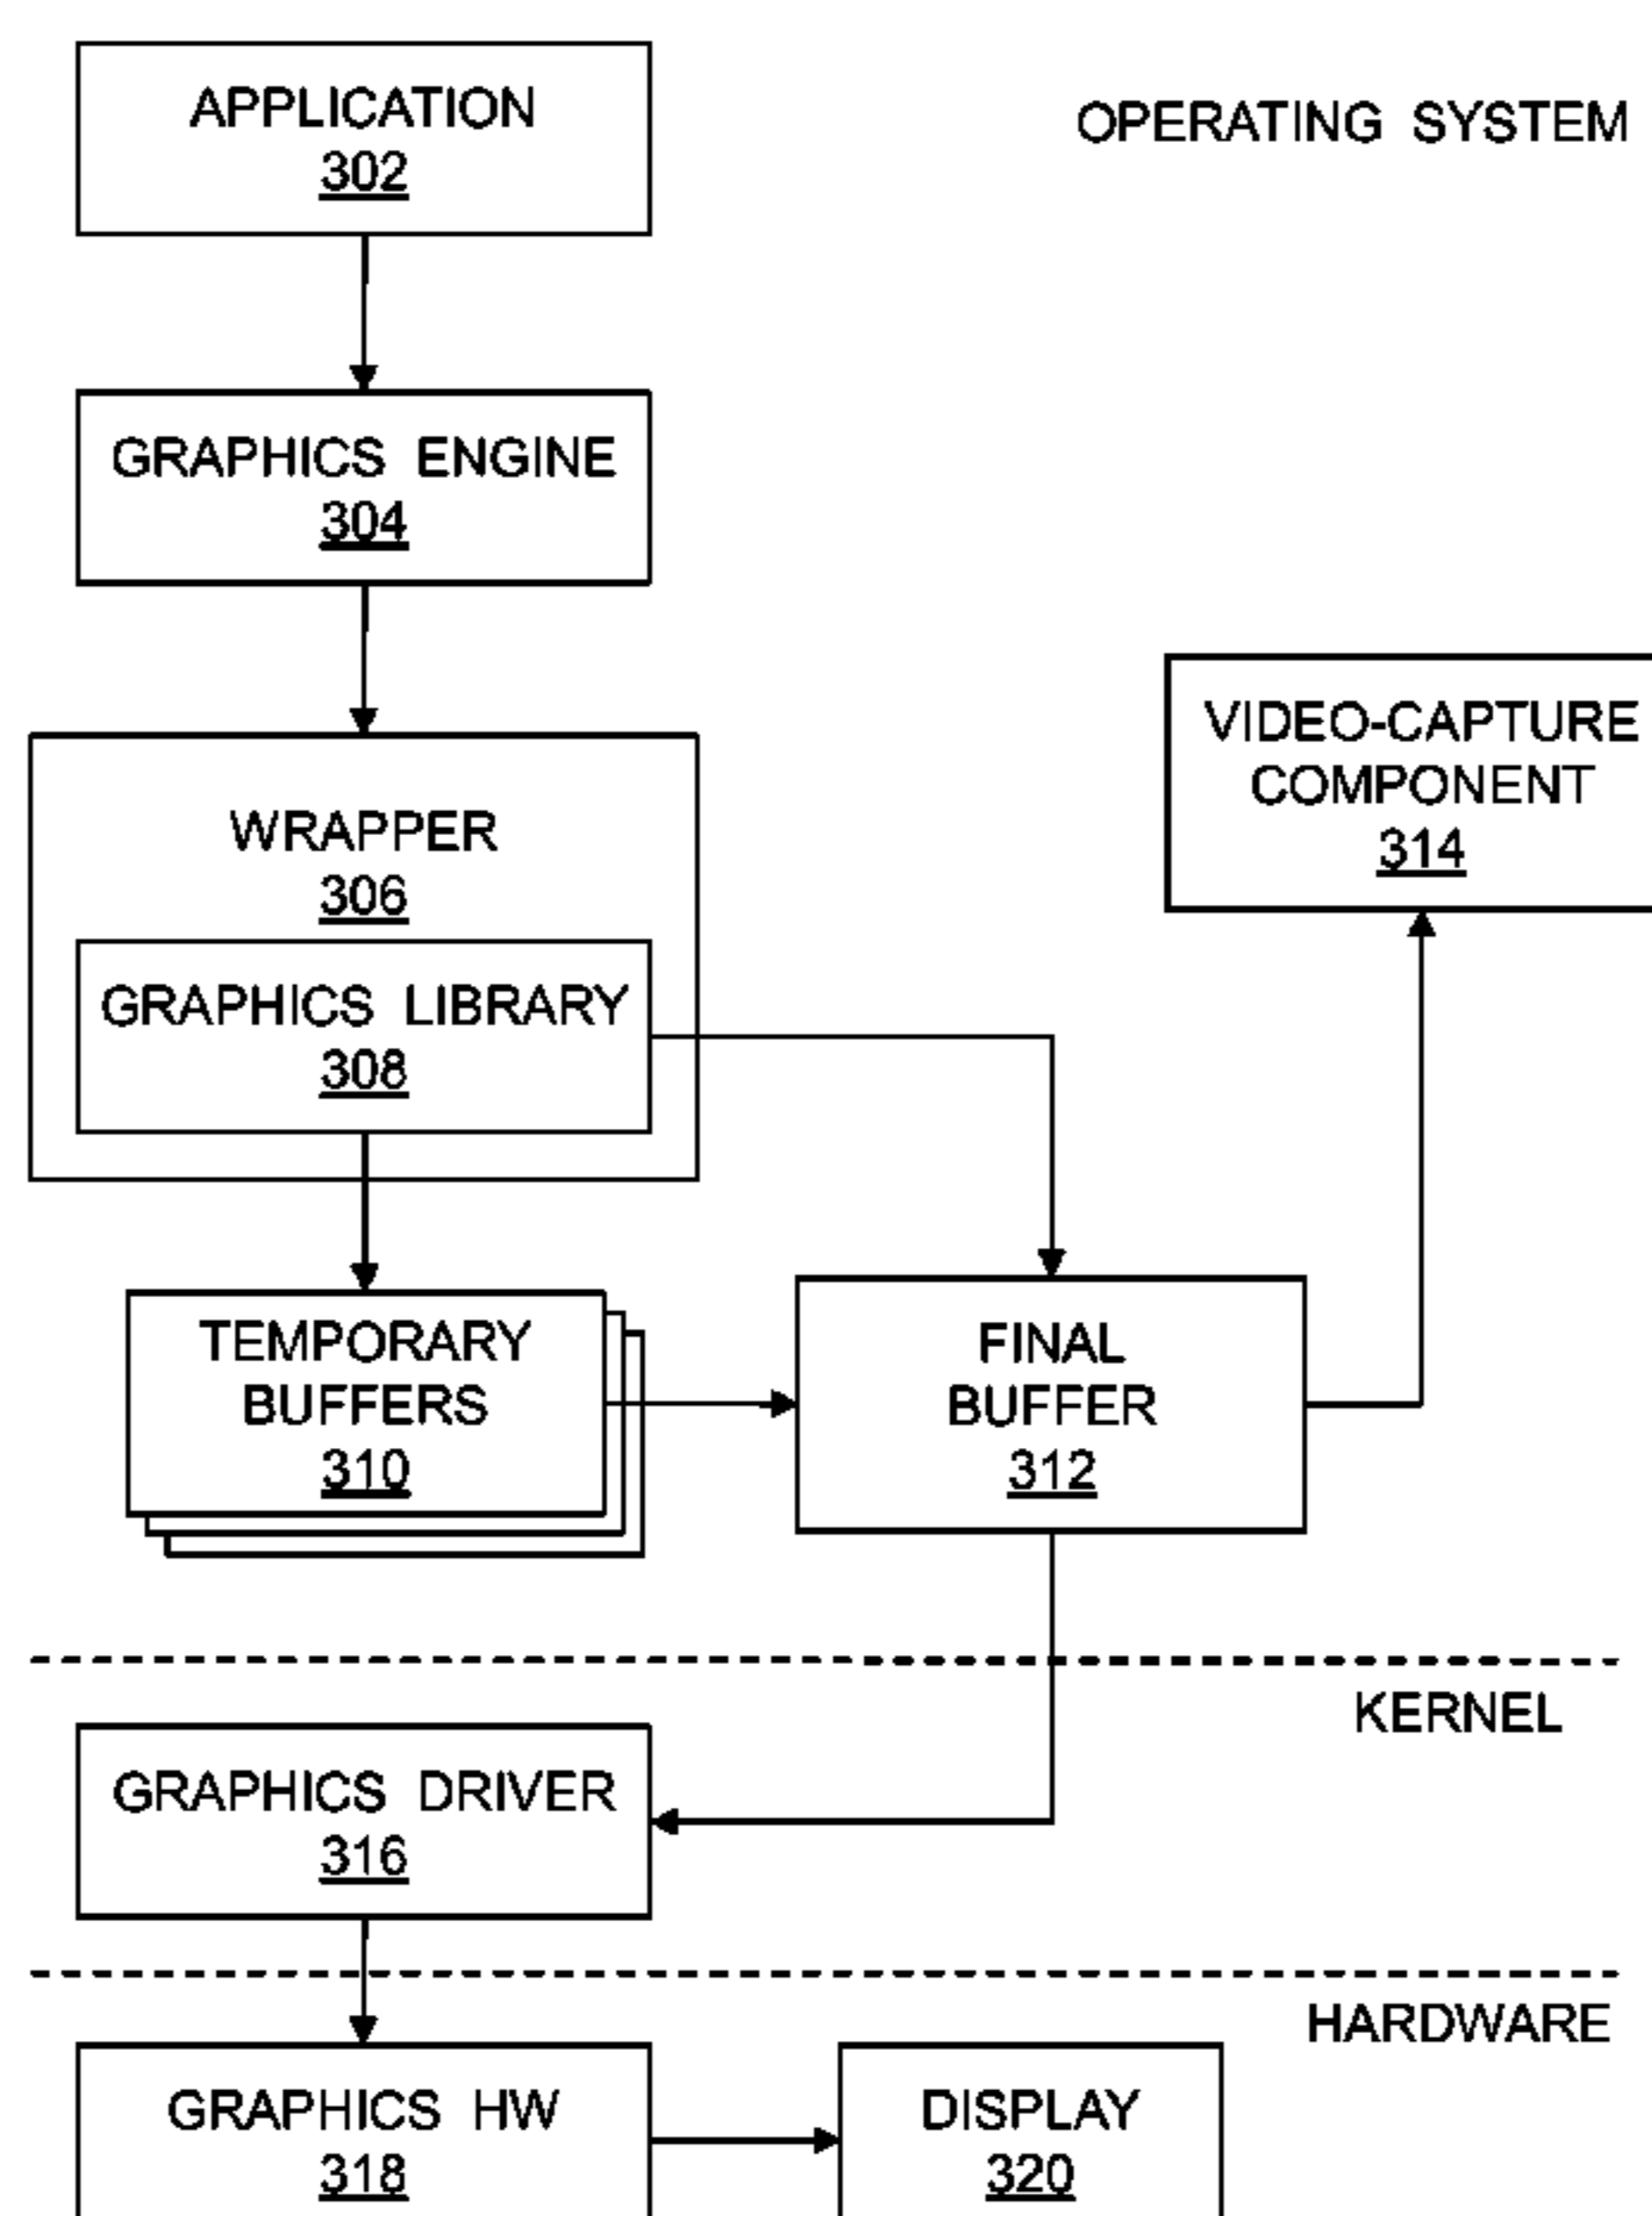 APPLICATION
302
OPERATING SYSTEM
GRAPHICS ENGINE
304
VIDEO-CAPTURE
COMPONENT
314
WRAPPER
306
GRAPHICS LIBRARY
308
TEMPORARY
BUFFERS
310
FINAL
BUFFER
312
KERNEL
GRAPHICS DRIVER
316
HARDWARE
GRAPHICS HW
318
DISPLAY
320